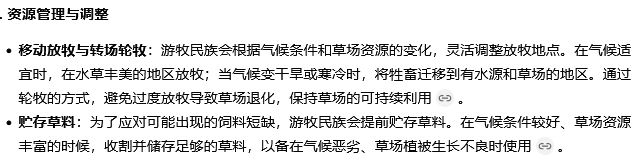 . 资源管理与调整
• 移动放牧与转场轮牧：游牧民族会根据气候条件和草场资源的变化，灵活调整放牧地点。在气候适
宜时，在水草丰美的地区放牧；当气候变干旱或寒冷时，将牲畜迁移到有水源和草场的地区。通过
轮牧的方式，避免过度放牧导致草场退化，保持草场的可持续利用 。
• 贮存草料：为了应对可能出现的饲料短缺，游牧民族会提前贮存草料。在气候条件较好、草场资源
丰富的时候，收割并储存足够的草料，以备在气候恶劣、草场植被生长不良时使用 。